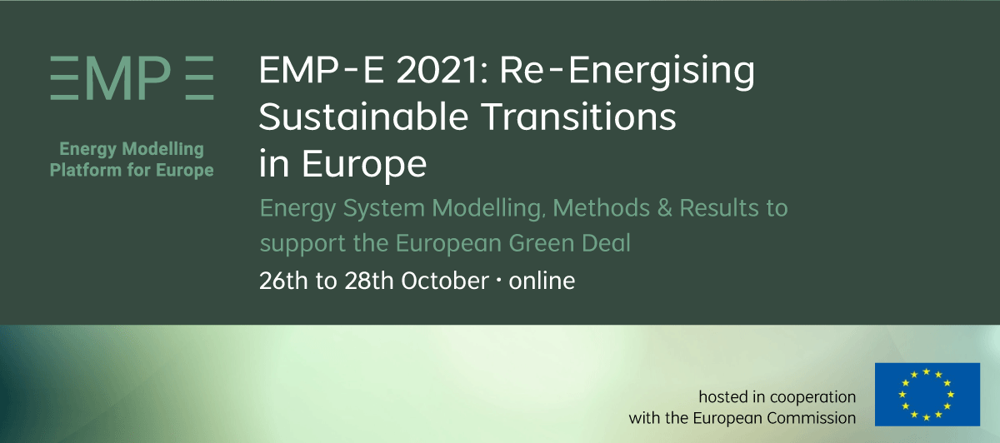 EMP E
Energy Modelling
Platform for Europe
EMP-E 2021: Re-Energising
Sustainable Transitions
in Europe
Energy System Modelling, Methods & Results to
support the European Green Deal
26th to 28th October · online
hosted in cooperation
with the European Commission